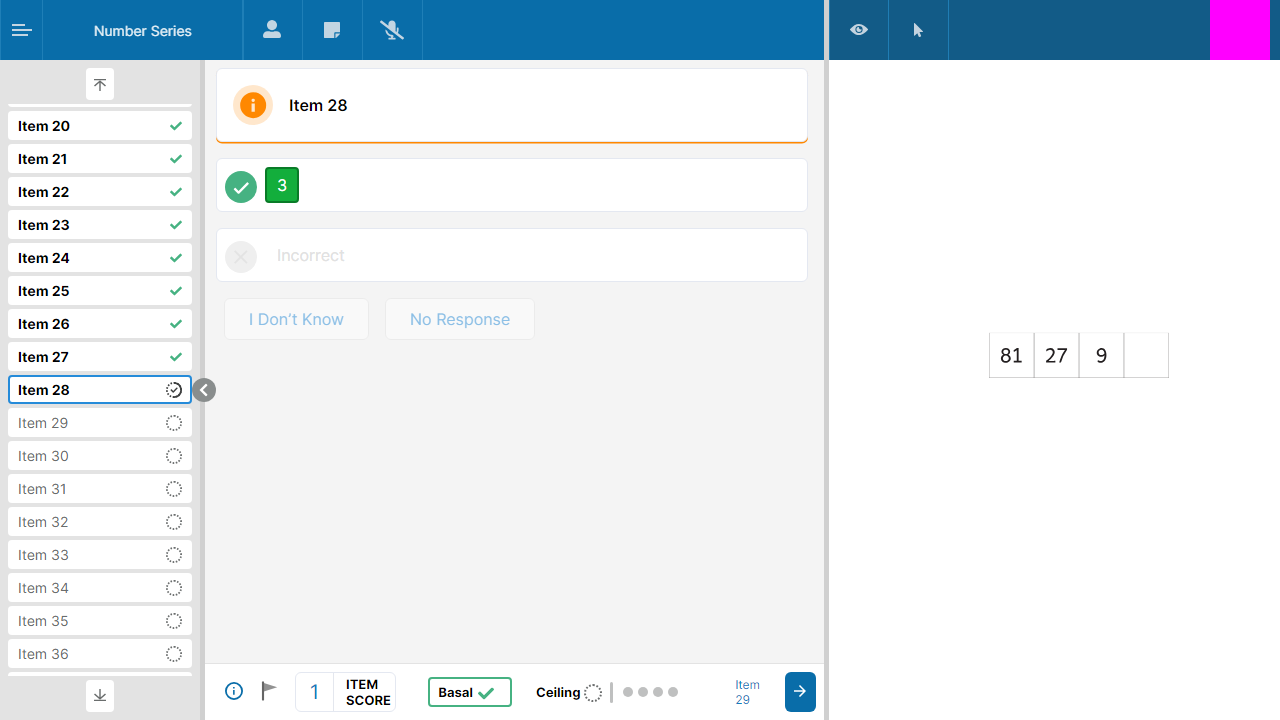 Number Series
Item 20
Item 21
Item 22
Item 23
Item 24
Item 25
Item 26
Item 27
Item 28
Item 29
Item 30
Item 31
Item 32
Item 33
Item 34
Item 35
Item 36
Item 28
3
Incorrect
I Don't Know
No Response
1
ITEM
SCORE
Basal
Ceiling
Item
29
81 27 9